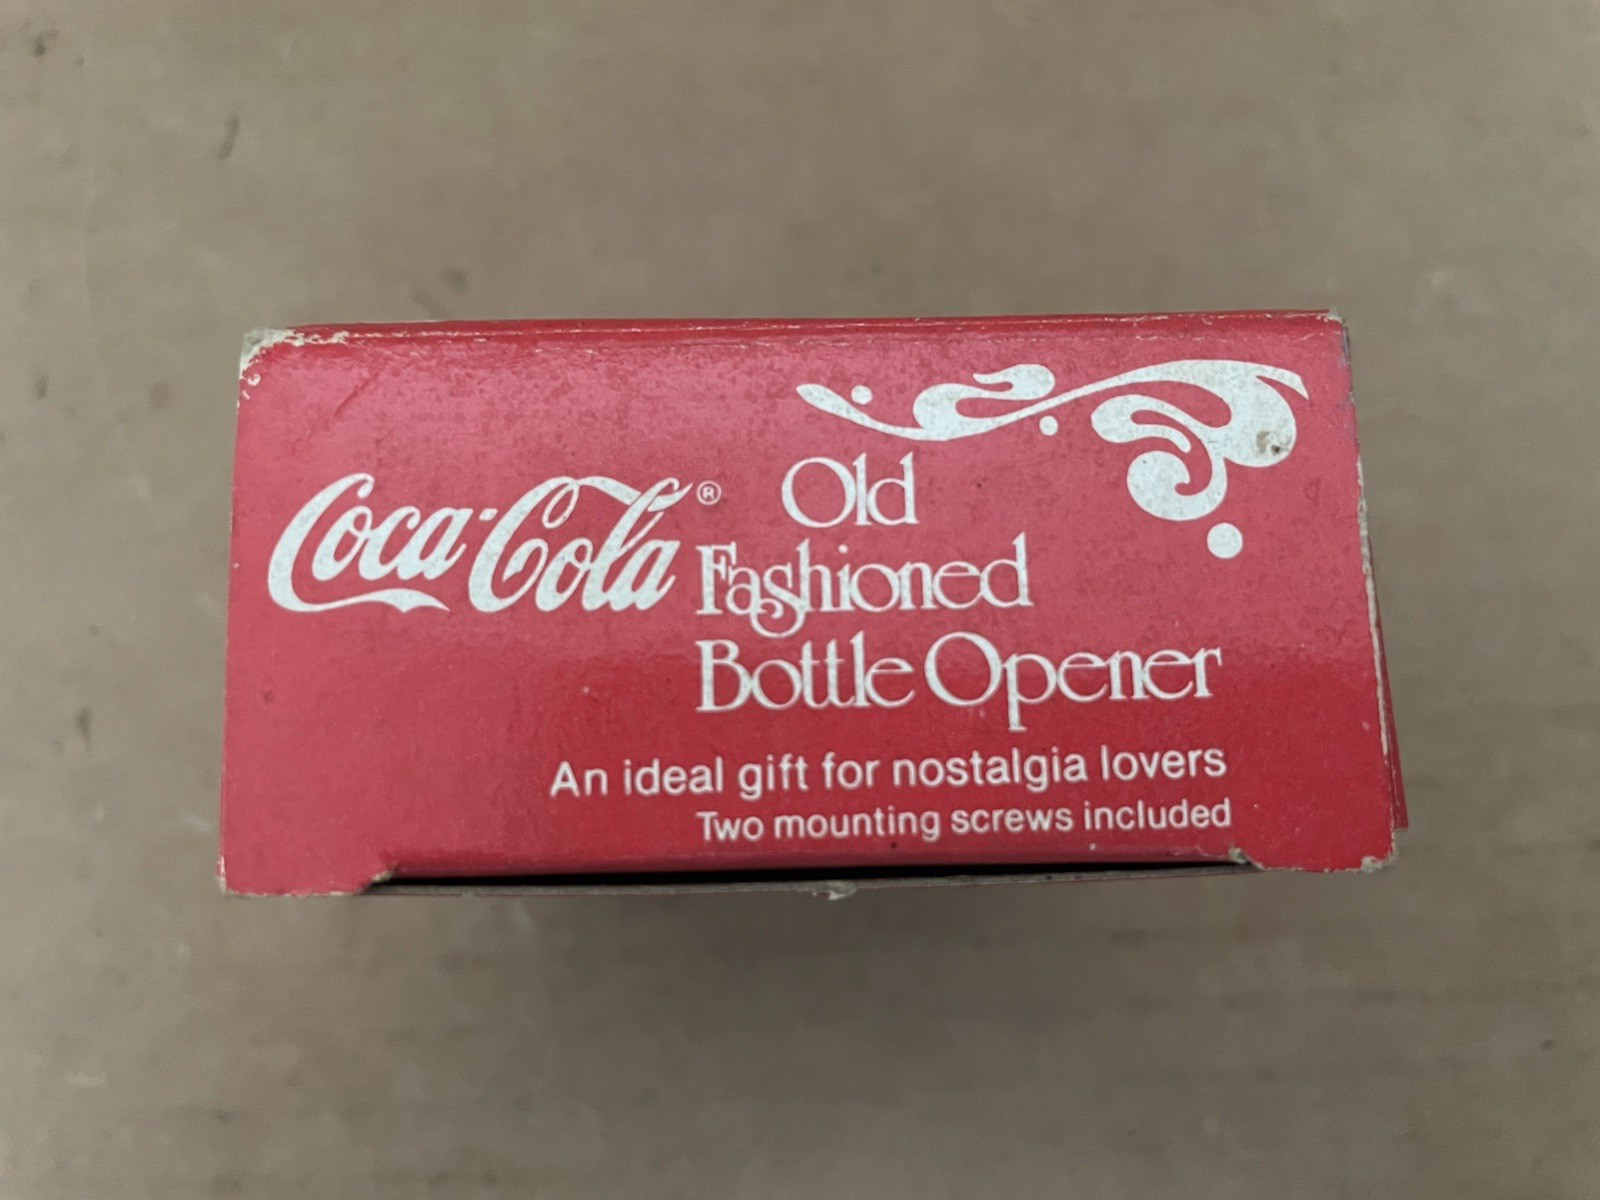 Coca-Cola®
Old
Fashioned
Bottle Opener
An ideal gift for nostalgia lovers
Two mounting screws included